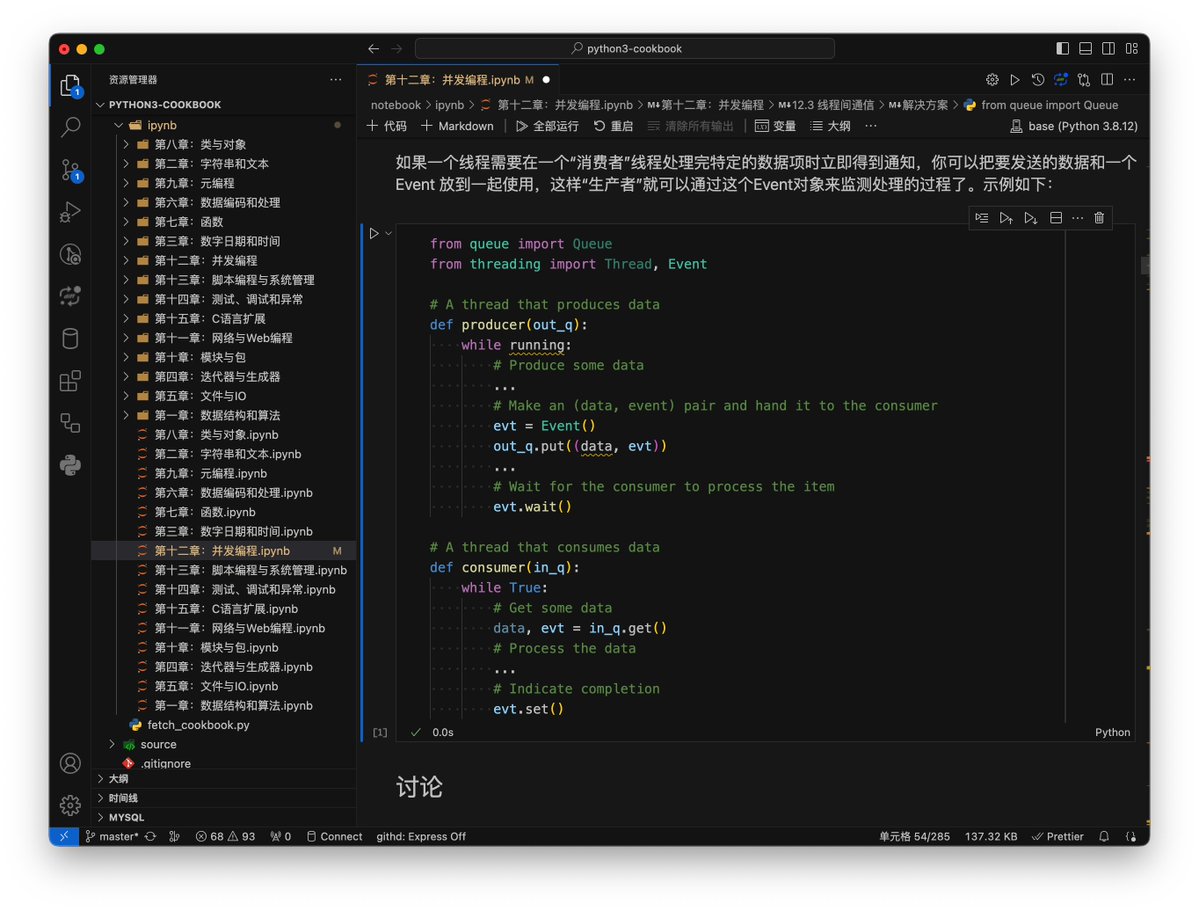 python3-cookbook
资源管理器
PYTHON3-COOKBOOK
ipynb
第八章：类与对象
第二章：字符串和文本
第九章：元编程
第六章：数据编码和处理
第七章：函数
第三章：数字日期和时间
第十二章：并发编程
第十三章：脚本编程与系统管理
第十四章：测试、调试和异常
第十五章：C语言扩展
第十一章：网络与Web编程
第十章：模块与包
第四章：迭代器与生成器
第五章：文件与IO
第一章：数据结构和算法
第八章：类与对象.ipynb
第二章：字符串和文本.ipynb
第九章：元编程.ipynb
第六章：数据编码和处理.ipynb
第七章：函数.ipynb
第三章：数字日期和时间.ipynb
第十二章：并发编程.ipynb M
第十三章：脚本编程与系统管理.ipynb
第十四章：测试、调试和异常.ipynb
第十五章：C语言扩展.ipynb
第十一章：网络与Web编程.ipynb
第十章：模块与包.ipynb
第四章：迭代器与生成器.ipynb
第五章：文件与IO.ipynb
第一章：数据结构和算法.ipynb
fetch_cookbook.py
source
.gitignore
大纲
时间线
MYSQL
1
1
第十二章：并发编程.ipynb M
notebook > ipynb > 第十二章：并发编程.ipynb > M↓第十二章：并发编程 > M↓12.3 线程间通信 > M↓解决方案 > from queue import Queue
+ 代码 + Markdown 全部运行 重启 清除所有输出 变量 大纲 ··· base (Python 3.8.12)
如果一个线程需要在一个“消费者”线程处理完特定的数据项时立即得到通知，你可以把要发送的数据和一个
Event 放到一起使用，这样“生产者”就可以通过这个Event对象来监测处理的过程了。示例如下：
from queue import Queue
from threading import Thread, Event
# A thread that produces data
def producer(out_q):
while running:
# Produce some data
...
# Make an (data, event) pair and hand it to the consumer
evt = Event()
out_q.put((data, evt))
...
# Wait for the consumer to process the item
evt.wait()
# A thread that consumes data
def consumer(in_q):
while True:
# Get some data
data, evt = in_q.get()
# Process the data
...
# Indicate completion
evt.set()
[1] 0.0s Python
讨论
master* 68 93 0 Connect githd: Express Off 单元格 54/285 137.32 KB Prettier